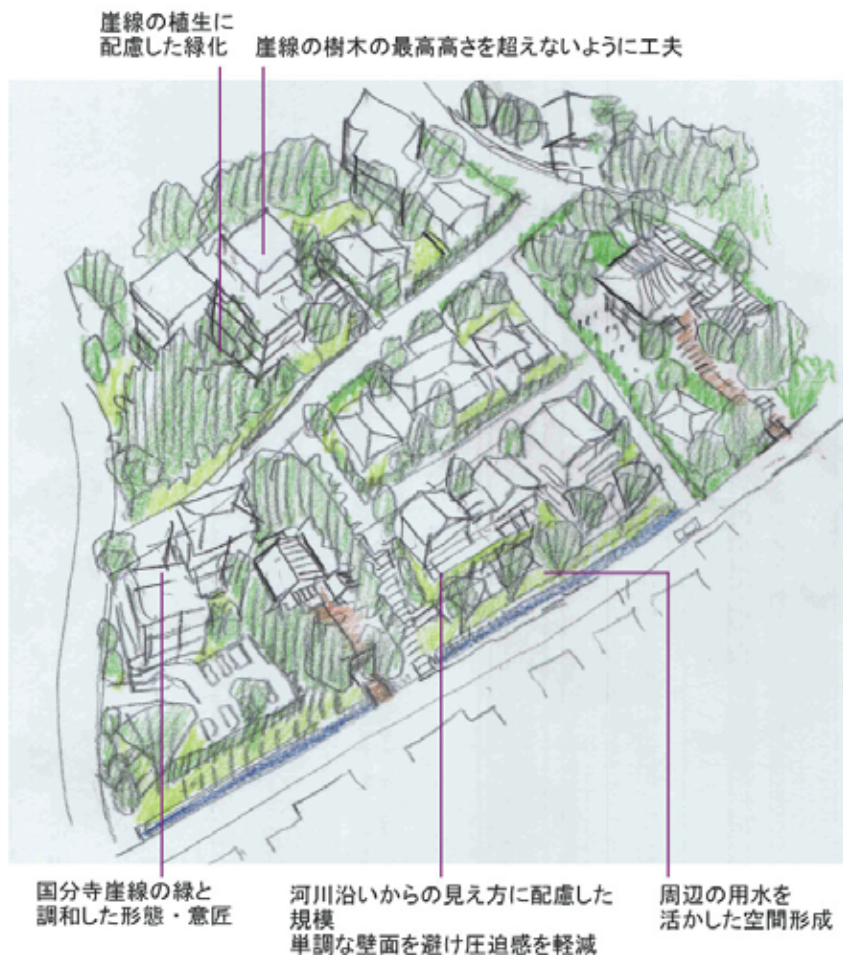 崖線の植生に
配慮した緑化
崖線の樹木の最高高さを超えないように工夫
国分寺崖線の緑と
調和した形態・意匠
河川沿いからの見え方に配慮した
規模
単調な壁面を避け圧迫感を軽減
周辺の用水を
活かした空間形成